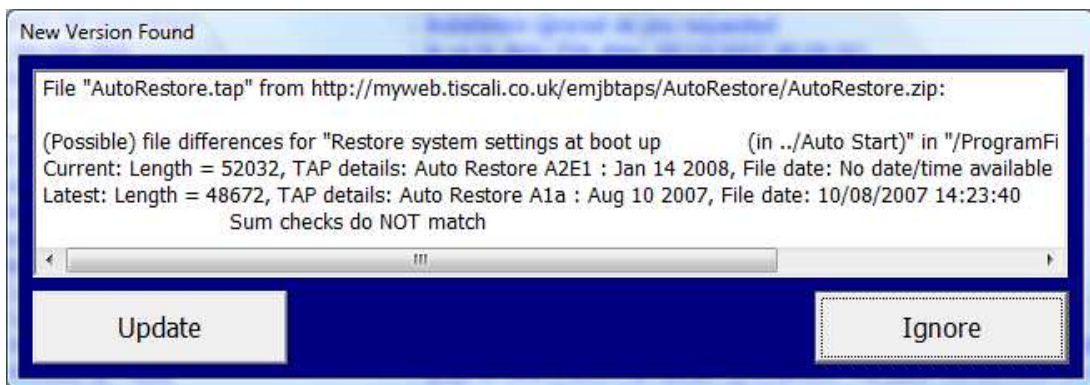 New Version Found
File "AutoRestore.tap" from http://myweb.tiscali.co.uk/emjbtaps/AutoRestore/AutoRestore.zip:
(Possible) file differences for "Restore system settings at boot up (in ../Auto Start)" in "/ProgramFi
Current: Length = 52032, TAP details: Auto Restore A2E1 : Jan 14 2008, File date: No date/time available
Latest: Length = 48672, TAP details: Auto Restore A1a : Aug 10 2007, File date: 10/08/2007 14:23:40
Sum checks do NOT match
Update
Ignore